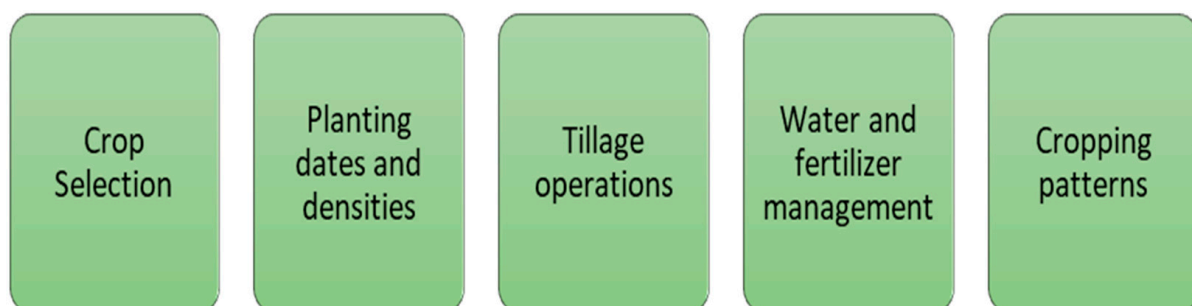 Crop
Selection
Planting
dates and
densities
Tillage
operations
Water and
fertilizer
management
Cropping
patterns